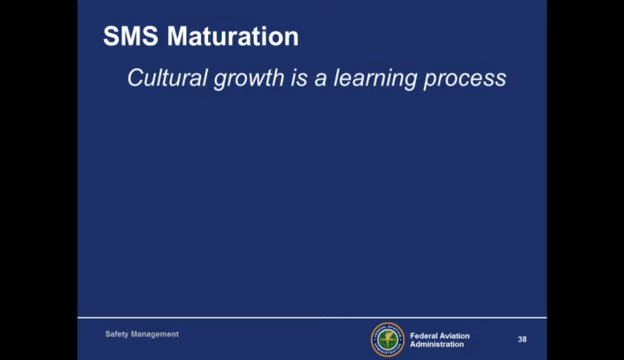 SMS Maturation
Cultural growth is a learning process
Safety Management
Federal Aviation
Administration
38